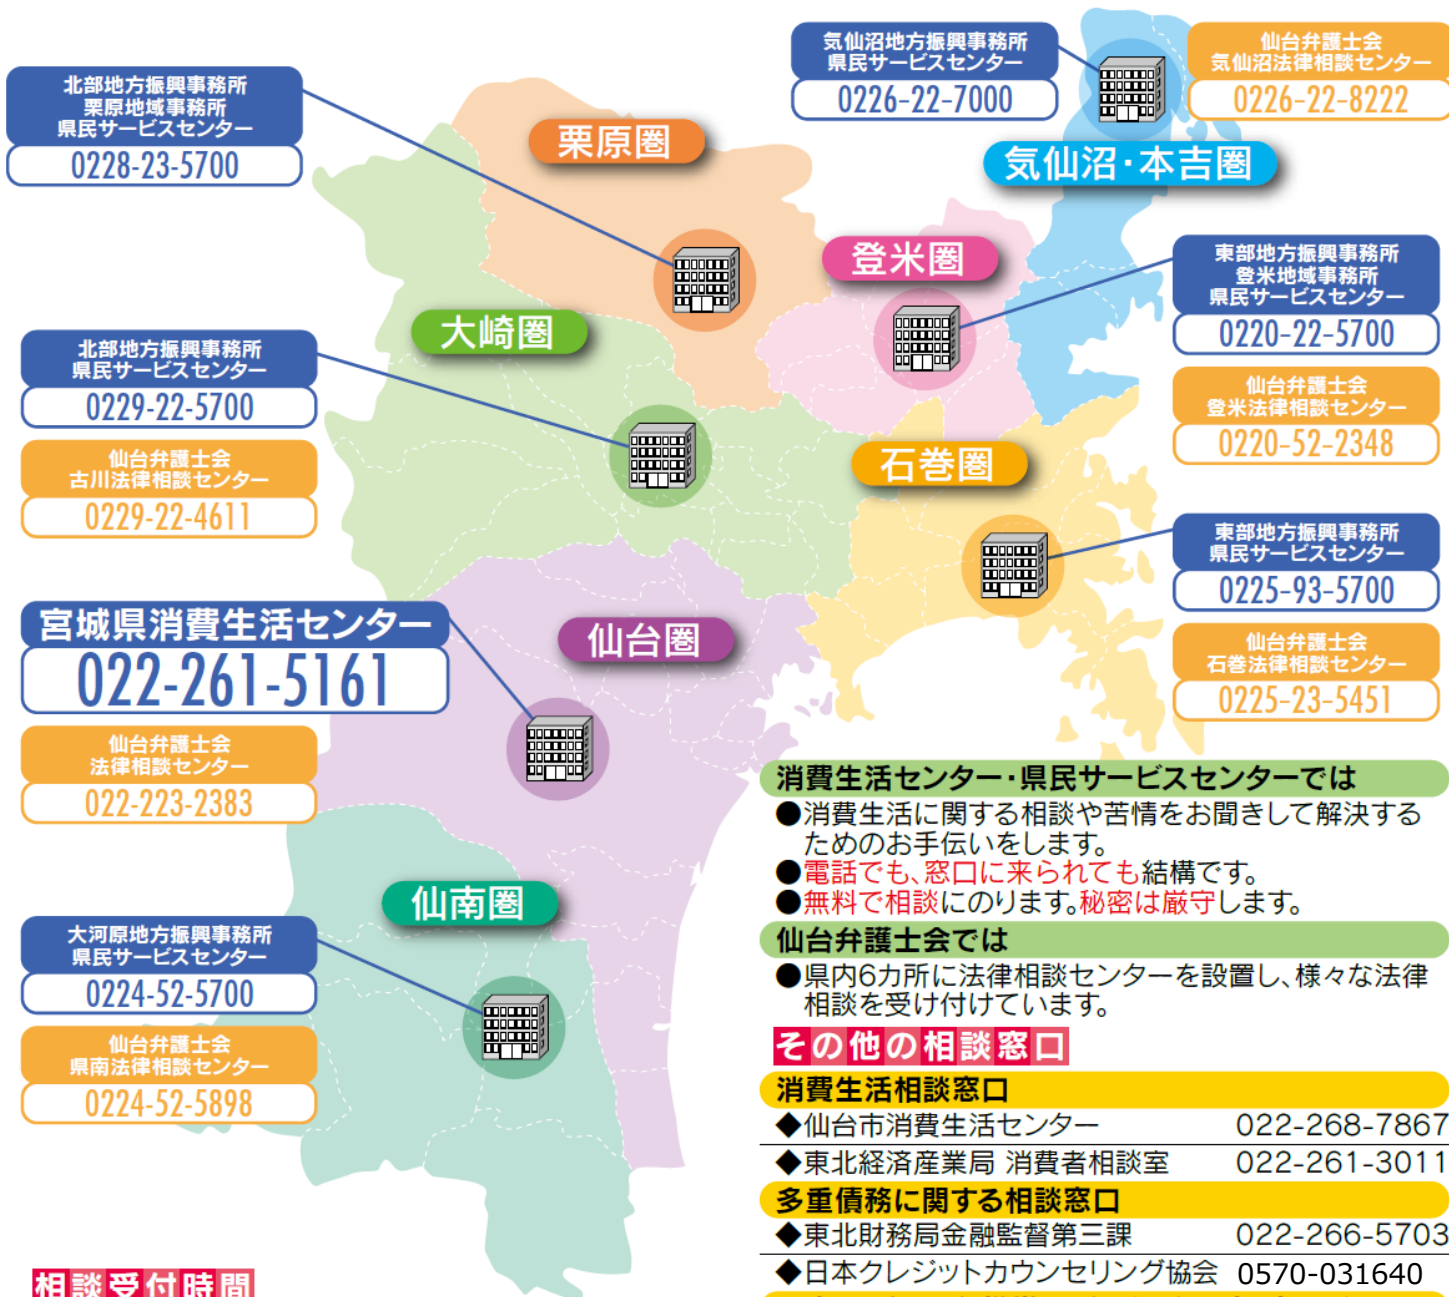 北部地方振興事務所
栗原地域事務所
県民サービスセンター
0228-23-5700
栗原圏
気仙沼地方振興事務所
県民サービスセンター
0226-22-7000
仙台弁護士会
気仙沼法律相談センター
0226-22-8222
気仙沼・本吉圏
登米圏
東部地方振興事務所
登米地域事務所
県民サービスセンター
0220-22-5700
仙台弁護士会
登米法律相談センター
0220-52-2348
大崎圏
北部地方振興事務所
県民サービスセンター
0229-22-5700
仙台弁護士会
古川法律相談センター
0229-22-4611
石巻圏
東部地方振興事務所
県民サービスセンター
0225-93-5700
仙台弁護士会
石巻法律相談センター
0225-23-5451
宮城県消費生活センター
022-261-5161
仙台圏
仙台弁護士会
法律相談センター
022-223-2383
仙南圏
大河原地方振興事務所
県民サービスセンター
0224-52-5700
仙台弁護士会
県南法律相談センター
0224-52-5898
消費生活センター・県民サービスセンターでは
●消費生活に関する相談や苦情をお聞きして解決する
ためのお手伝いをします。
●電話でも、窓口に来られても結構です。
●無料で相談にのります。秘密は厳守します。
仙台弁護士会では
●県内6カ所に法律相談センターを設置し、様々な法律
相談を受け付けています。
その他の相談窓口
消費生活相談窓口
◆仙台市消費生活センター 022-268-7867
◆東北経済産業局 消費者相談室 022-261-3011
多重債務に関する相談窓口
◆東北財務局金融監督第三課 022-266-5703
◆日本クレジットカウンセリング協会 0570-031640
相談受付時間